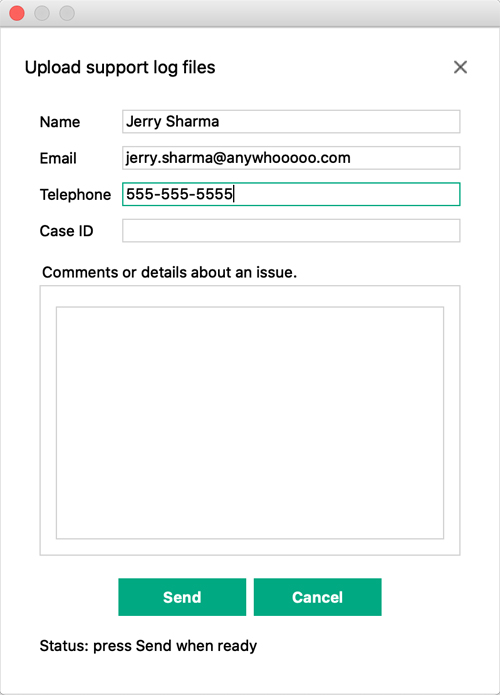 Upload support log files
Name Jerry Sharma
Email jerry.sharma@anywhooooo.com
Telephone 555-555-5555
Case ID
Comments or details about an issue.
Send Cancel
Status: press Send when ready